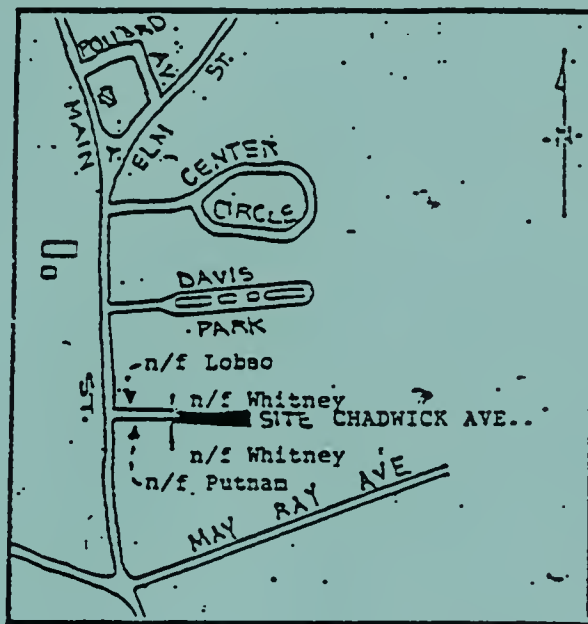 POLLARD
AV.
ST.
MAIN
ELM
CENTER
CIRCLE
DAVIS
PARK
n/f Lobao
ST.
n/f Whitney
SITE CHADWICK AVE..
n/f Whitney
n/f Putnam
MAY RAY AVE